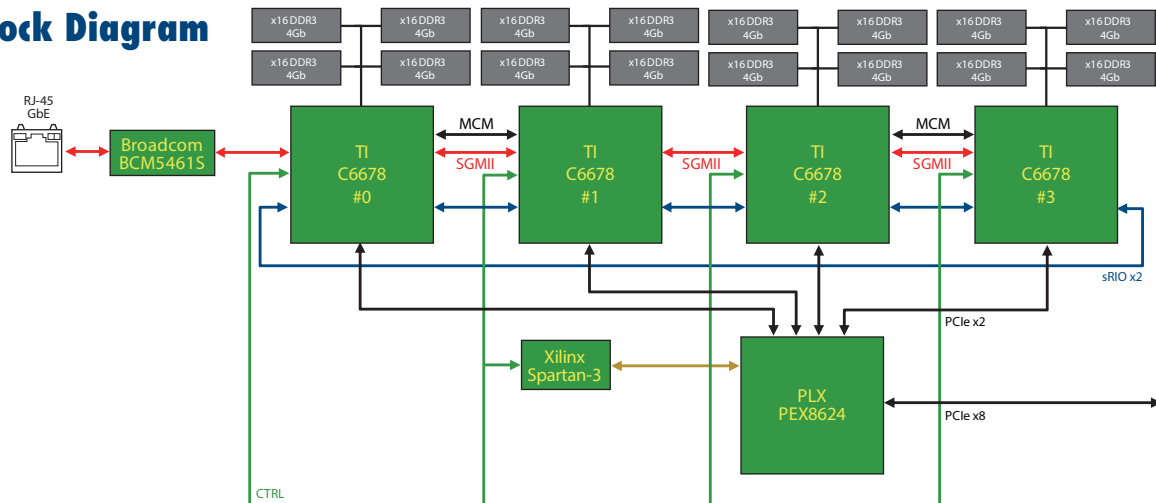 ock Diagram
x16 DDR3
4Gb
x16 DDR3
4Gb
x16 DDR3
4Gb
x16 DDR3
4Gb
x16 DDR3
4Gb
x16 DDR3
4Gb
x16 DDR3
4Gb
x16 DDR3
4Gb
x16 DDR3
4Gb
x16 DDR3
4Gb
x16 DDR3
4Gb
x16 DDR3
4Gb
x16 DDR3
4Gb
x16 DDR3
4Gb
x16 DDR3
4Gb
x16 DDR3
4Gb
RJ-45
GbE
Broadcom
BCM5461S
TI
C6678
#0
MCM
SGMII
TI
C6678
#1
SGMII
TI
C6678
#2
MCM
SGMII
TI
C6678
#3
sRIO x2
PCIe x2
Xilinx
Spartan-3
PLX
PEX8624
PCIe x8
CTRL